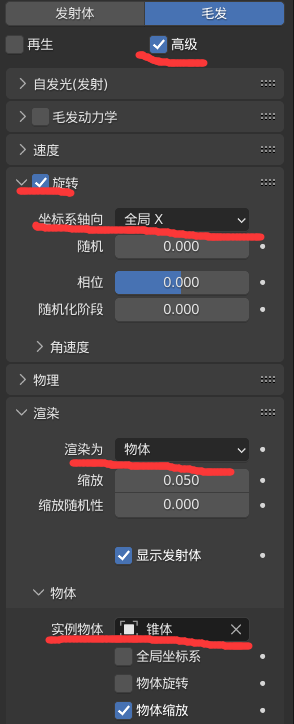 发射体 毛发
再生 高级
自发光(发射)
毛发动力学
速度
旋转
坐标系轴向 全局 X
随机 0.000
相位 0.000
随机化阶段 0.000
角速度
物理
渲染
渲染为 物体
缩放 0.050
缩放随机性 0.000
显示发射体
物体
实例物体 锥体
全局坐标系
物体旋转
物体缩放